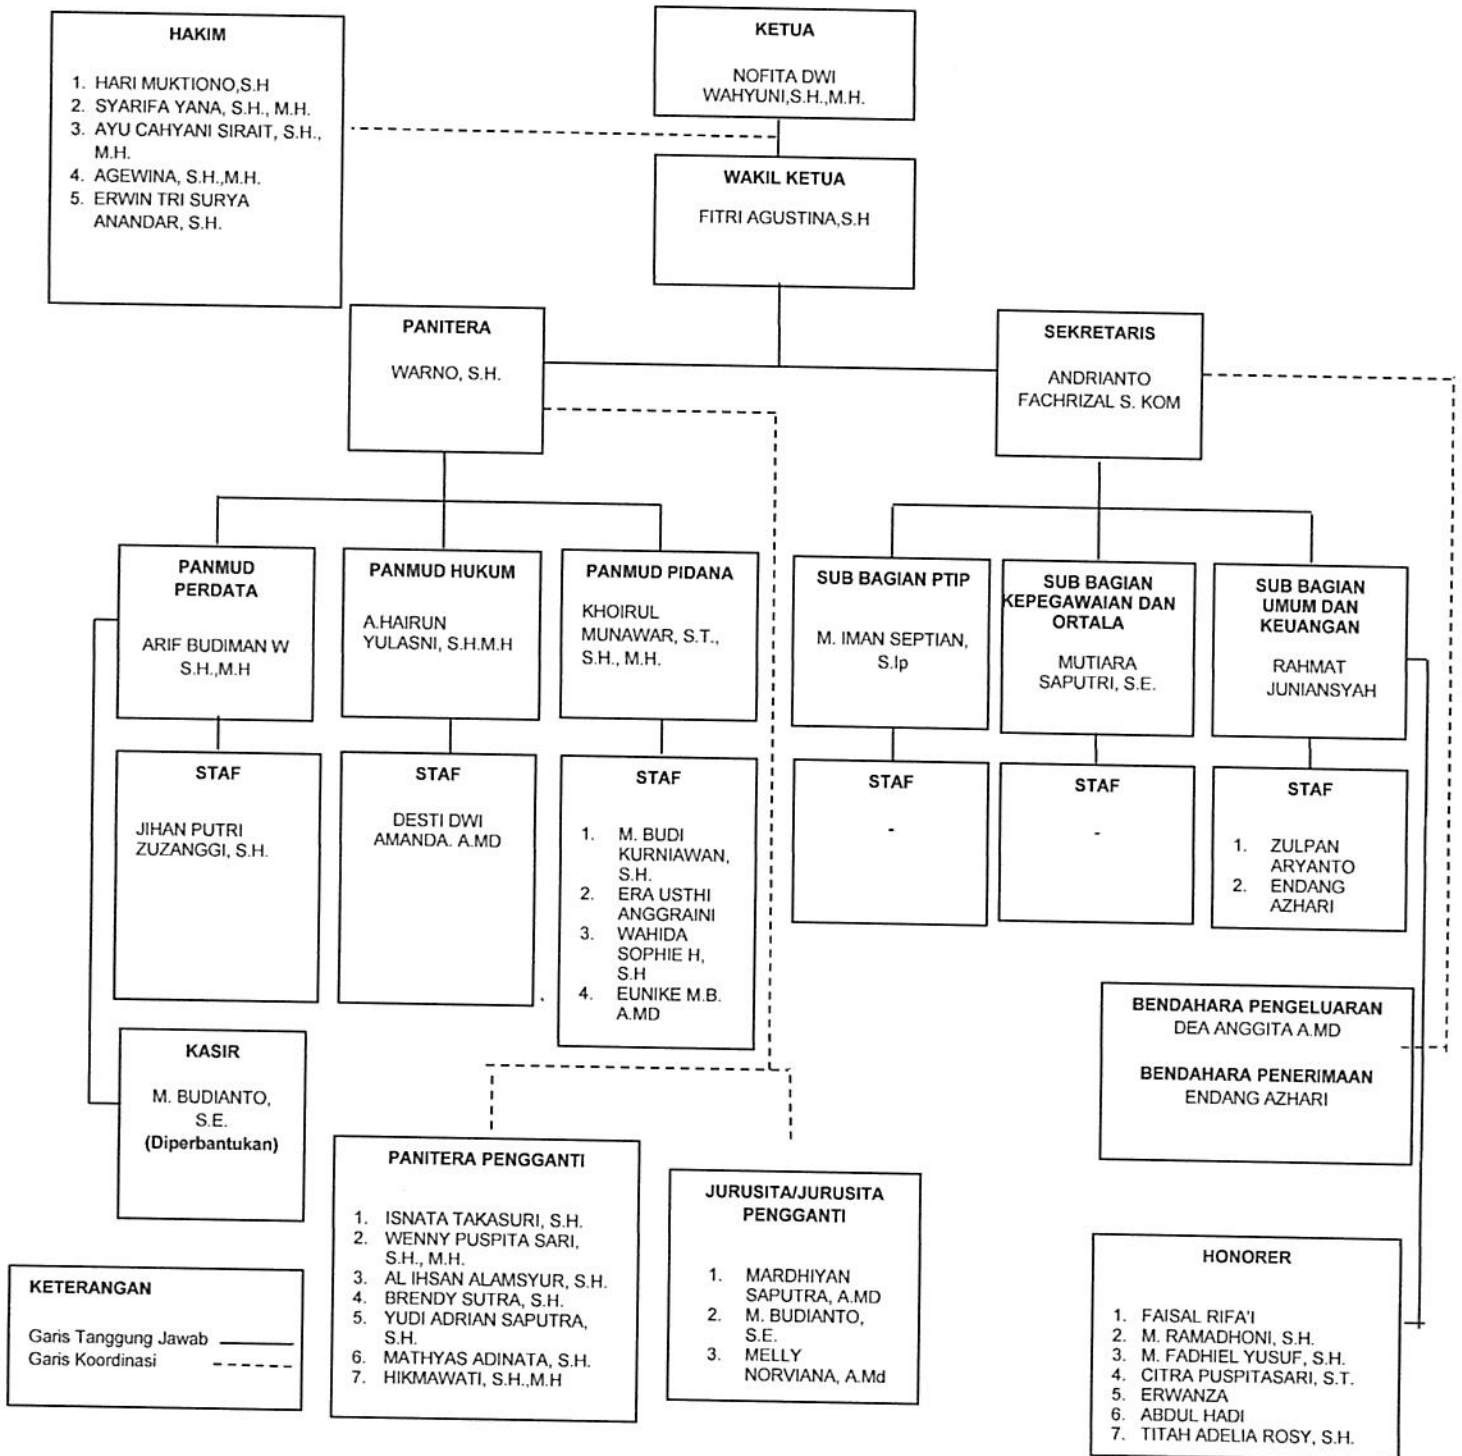 HAKIM
1. HARI MUKTIONO,S.H
2. SYARIFA YANA, S.H., M.H.
3. AYU CAHYANI SIRAIT, S.H.,
M.H.
4. AGEWINA, S.H.,M.H.
5. ERWIN TRI SURYA
ANANDAR, S.H.
KETUA
NOFITA DWI
WAHYUNI,S.H.,M.H.
WAKIL KETUA
FITRI AGUSTINA,S.H
PANITERA
WARNO, S.H.
SEKRETARIS
ANDRIANTO
FACHRIZAL S. KOM
PANMUD
PERDATA
ARIF BUDIMAN W
S.H.,M.H
PANMUD HUKUM
A.HAIRUN
YULASNI, S.H.M.H
PANMUD PIDANA
KHOIRUL
MUNAWAR, S.T.,
S.H., M.H.
SUB BAGIAN PTIP
M. IMAN SEPTIAN,
S.Ip
SUB BAGIAN
KEPEGAWAIAN DAN
ORTALA
MUTIARA
SAPUTRI, S.E.
SUB BAGIAN
UMUM DAN
KEUANGAN
RAHMAT
JUNIANSYAH
STAF
JIHAN PUTRI
ZUZANGGI, S.H.
STAF
DESTI DWI
AMANDA. A.MD
STAF
1. M. BUDI
KURNIAWAN,
S.H.
2. ERA USTHI
ANGGRAINI
3. WAHIDA
SOPHIE H,
S.H
4. EUNIKE M.B.
A.MD
STAF
-
STAF
-
STAF
1. ZULPAN
ARYANTO
2. ENDANG
AZHARI
KASIR
M. BUDIANTO,
S.E.
(Diperbantukan)
BENDAHARA PENGELUARAN
DEA ANGGITA A.MD
BENDAHARA PENERIMAAN
ENDANG AZHARI
PANITERA PENGGANTI
1. ISNATA TAKASURI, S.H.
2. WENNY PUSPITA SARI,
S.H., M.H.
3. AL IHSAN ALAMSYUR, S.H.
4. BRENDY SUTRA, S.H.
5. YUDI ADRIAN SAPUTRA,
S.H.
6. MATHYAS ADINATA, S.H.
7. HIKMAWATI, S.H.,M.H
JURUSITA/JURUSITA
PENGGANTI
1. MARDHIYAN
SAPUTRA, A.MD
2. M. BUDIANTO,
S.E.
3. MELLY
NORVIANA, A.Md
HONORER
1. FAISAL RIFA'I
2. M. RAMADHONI, S.H.
3. M. FADHIEL YUSUF, S.H.
4. CITRA PUSPITASARI, S.T.
5. ERWANZA
6. ABDUL HADI
7. TITAH ADELIA ROSY, S.H.
KETERANGAN
Garis Tanggung Jawab
Garis Koordinasi